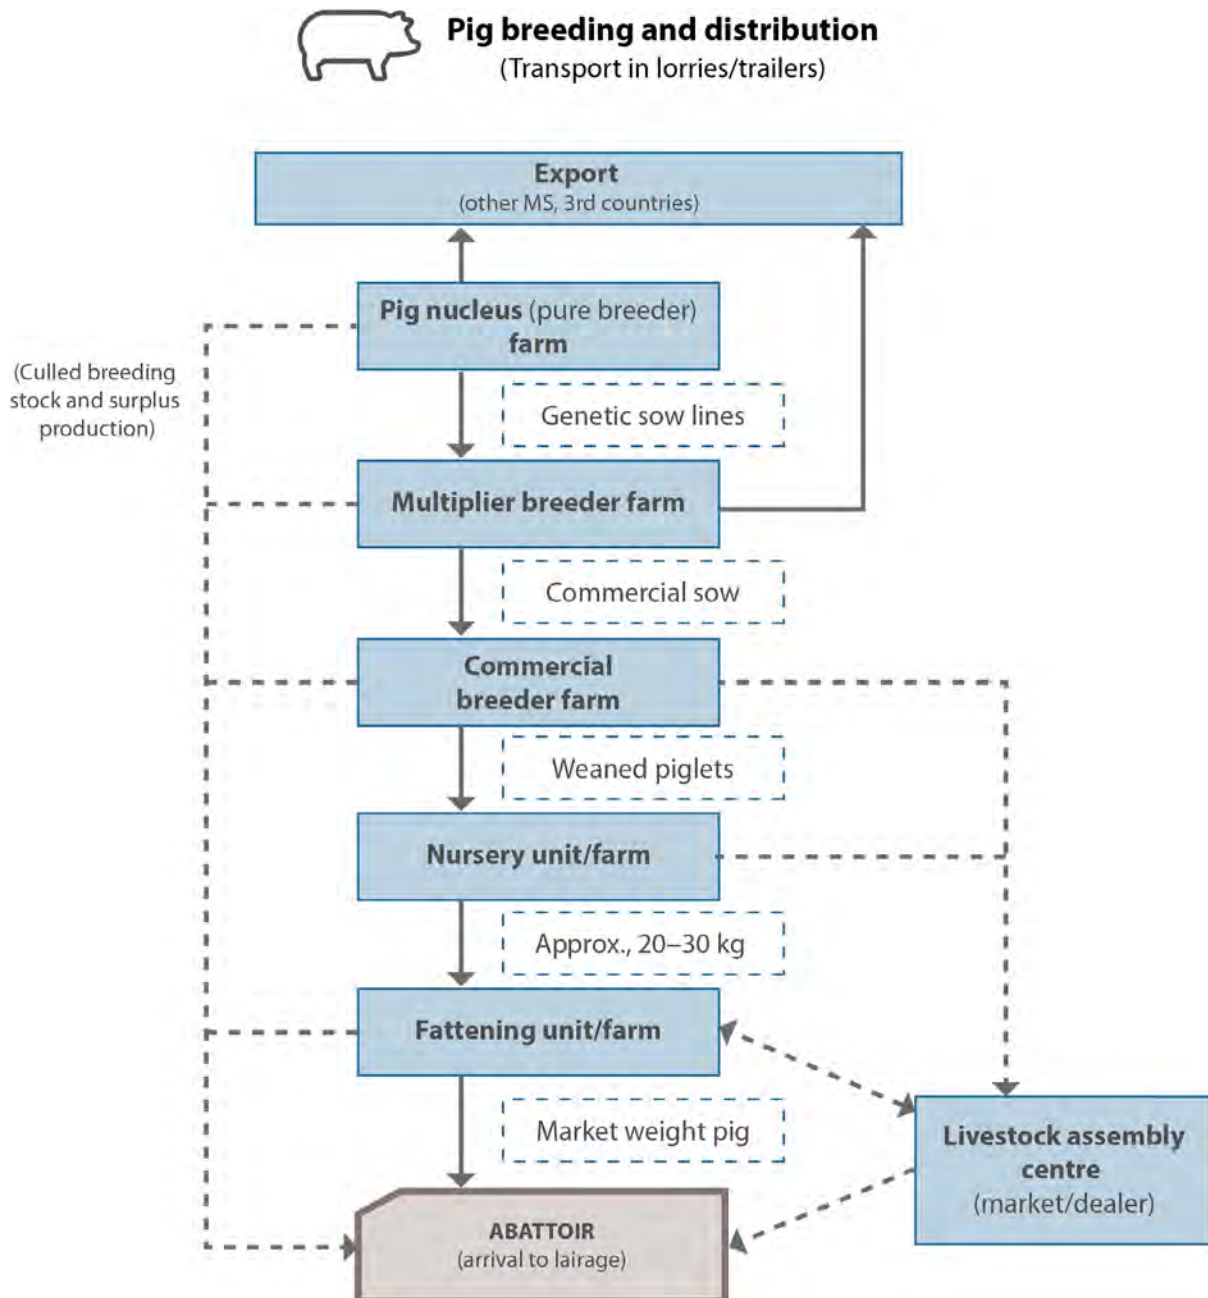 Pig breeding and distribution
(Transport in lorries/trailers)
Export
(other MS, 3rd countries)
Pig nucleus (pure breeder)
farm
(Culled breeding
stock and surplus
production)
Genetic sow lines
Multiplier breeder farm
Commercial sow
Commercial
breeder farm
Weaned piglets
Nursery unit/farm
Approx., 20–30 kg
Fattening unit/farm
Market weight pig
Livestock assembly
centre
(market/dealer)
ABATTOIR
(arrival to lairage)